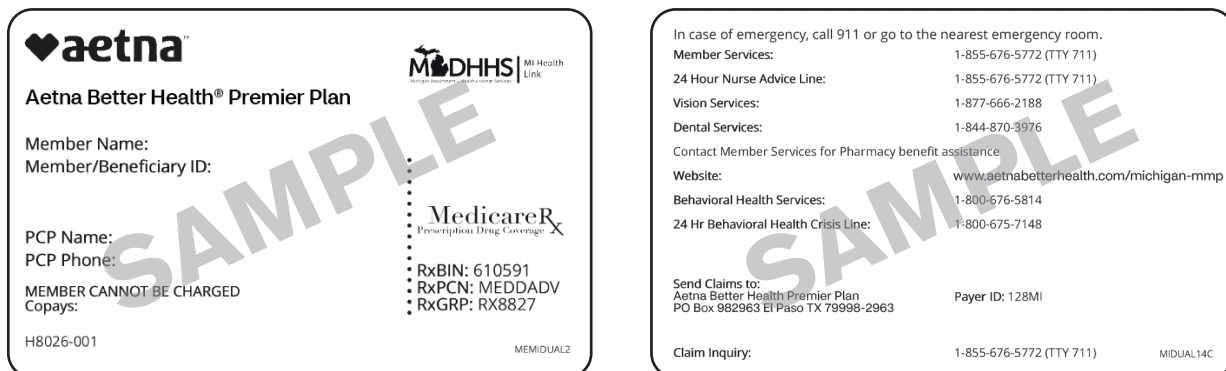 aetna™
MDHHS | MI Health Link
Michigan Department of Health & Human Services
Aetna Better Health® Premier Plan
Member Name:
Member/Beneficiary ID:
MedicareRx
Prescription Drug Coverage
PCP Name:
PCP Phone:
RxBIN: 610591
RxPCN: MEDDADV
RxGRP: RX8827
MEMBER CANNOT BE CHARGED
Copays:
H8026-001
MEMIDUAL2
SAMPLE
In case of emergency, call 911 or go to the nearest emergency room.
Member Services: 1-855-676-5772 (TTY 711)
24 Hour Nurse Advice Line: 1-855-676-5772 (TTY 711)
Vision Services: 1-877-666-2188
Dental Services: 1-844-870-3976
Contact Member Services for Pharmacy benefit assistance
Website: www.aetnabetterhealth.com/michigan-mmp
Behavioral Health Services: 1-800-676-5814
24 Hr Behavioral Health Crisis Line: 1-800-675-7148
Send Claims to:
Aetna Better Health Premier Plan
PO Box 982963 El Paso TX 79998-2963
Payer ID: 128MI
Claim Inquiry: 1-855-676-5772 (TTY 711)
MIDUAL14C
SAMPLE